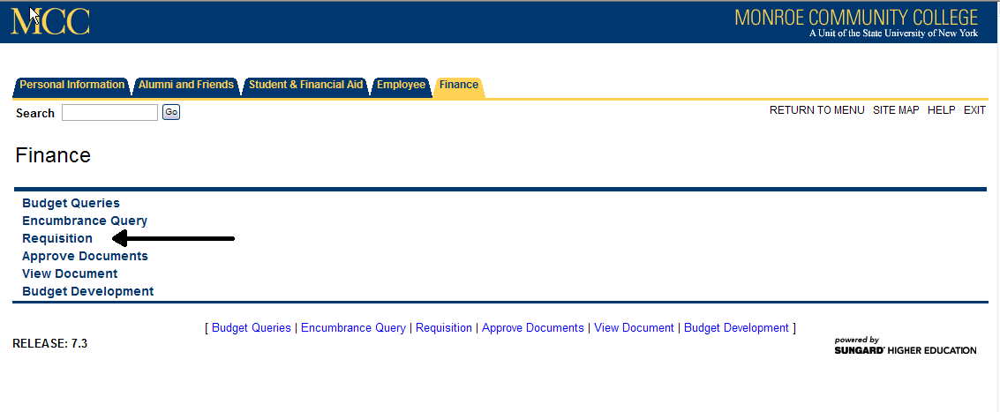 MCC
MONROE COMMUNITY COLLEGE
A Unit of the State University of New York
Personal Information Alumni and Friends Student & Financial Aid Employee Finance
Search Go RETURN TO MENU SITE MAP HELP EXIT
Finance
Budget Queries
Encumbrance Query
Requisition
Approve Documents
View Document
Budget Development
[ Budget Queries | Encumbrance Query | Requisition | Approve Documents | View Document | Budget Development ]
RELEASE: 7.3
powered by
SUNGARD® HIGHER EDUCATION